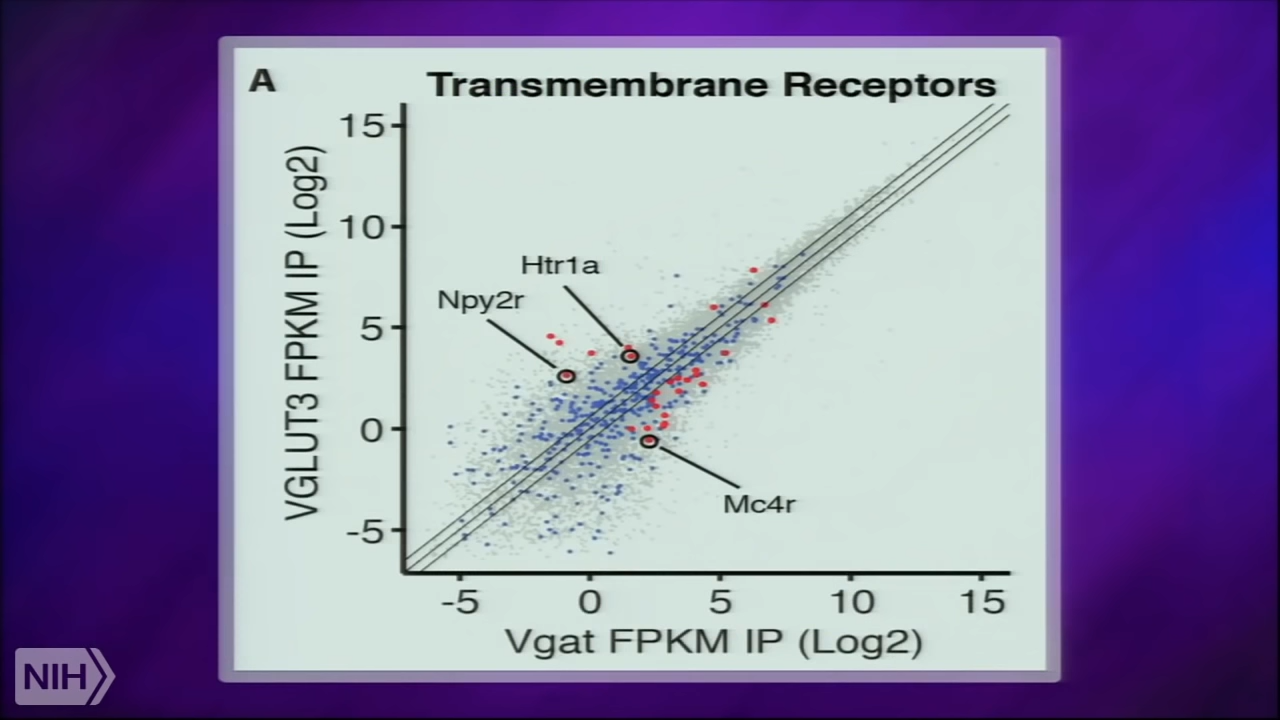 A
Transmembrane Receptors
15
10
5
0
-5
VGLUT3 FPKM IP (Log2)
Htr1a
Npy2r
Mc4r
-5 0 5 10 15
Vgat FPKM IP (Log2)
NIH